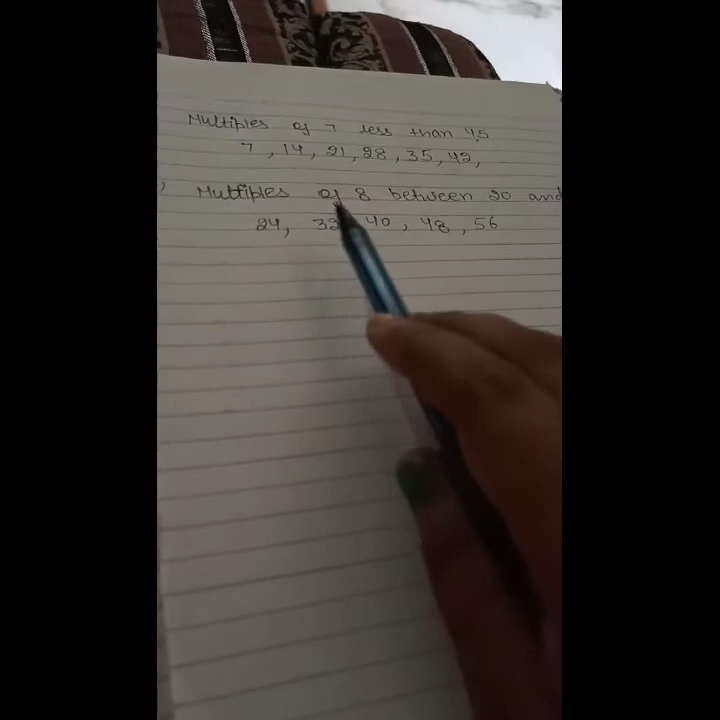 Multiples of 7 less than 45
7, 14, 21, 28, 35, 42,
) Multiples of 8 between 20 and
24, 32 40, 48, 56